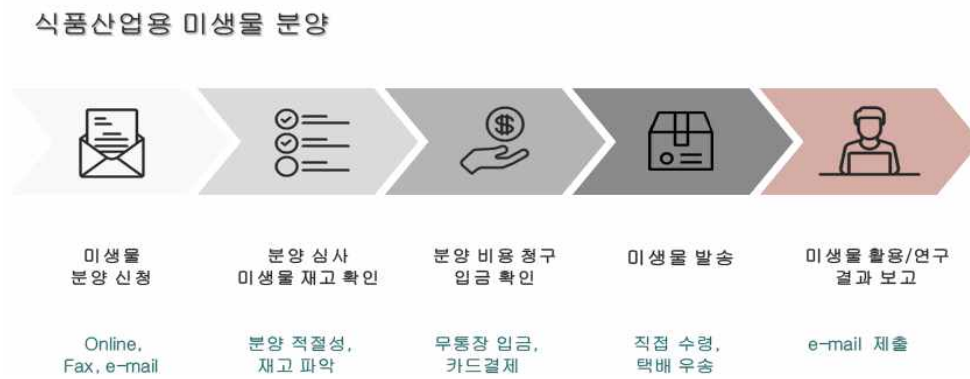 식품산업용 미생물 분양
미생물
분양 신청
분양 심사
미생물 재고 확인
분양 비용 청구
입금 확인
미생물 발송
미생물 활용/연구
결과 보고
Online,
Fax, e-mail
분양 적절성,
재고 파악
무통장 입금,
카드결제
직접 수령,
택배 우송
e-mail 제출